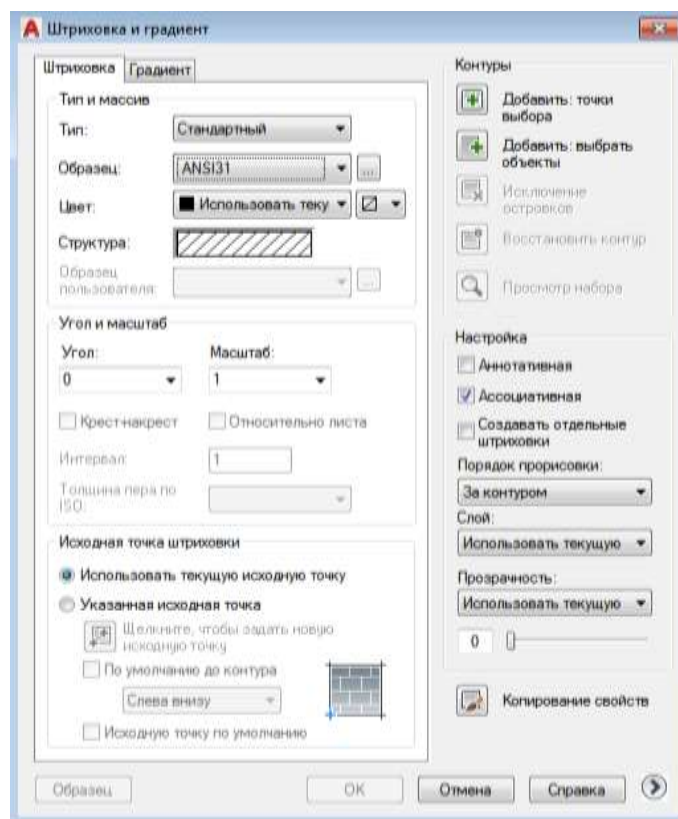 Штриховка и градиент
Штриховка Градиент
Тип и массив
Тип:
Стандартный
Образец:
ANSI31
...
Цвет:
Использовать теку
Структура:
Образец
пользователя:
...
Угол и масштаб
Угол:
Масштаб:
0
1
Крест-накрест
Относительно листа
Интервал:
1
Толщина пера по
ISO:
Исходная точка штриховки
Использовать текущую исходную точку
Указанная исходная точка
Щелкните, чтобы задать новую
исходную точку
По умолчанию до контура
Слева внизу
Исходную точку по умолчанию
Контуры
Добавить: точки
выбора
Добавить: выбрать
объекты
Исключение
островков
Восстановить контур
Просмотр набора
Настройка
Аннотативная
Ассоциативная
Создавать отдельные
штриховки
Порядок прорисовки:
За контуром
Слой:
Использовать текущую
Прозрачность:
Использовать текущую
0
Копирование свойств
Образец
ОК
Отмена
Справка